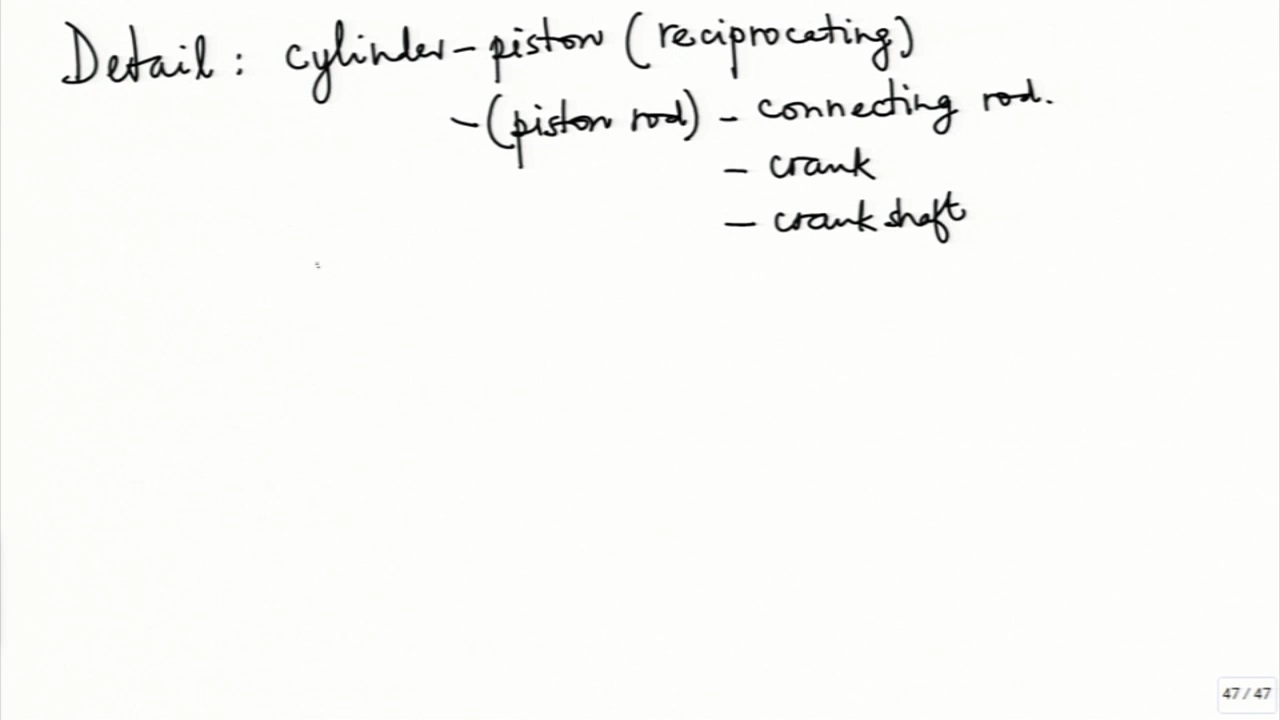 Detail : cylinder - piston (reciprocating)
- (piston rod) - connecting rod.
- crank
- crank shaft
47 / 47